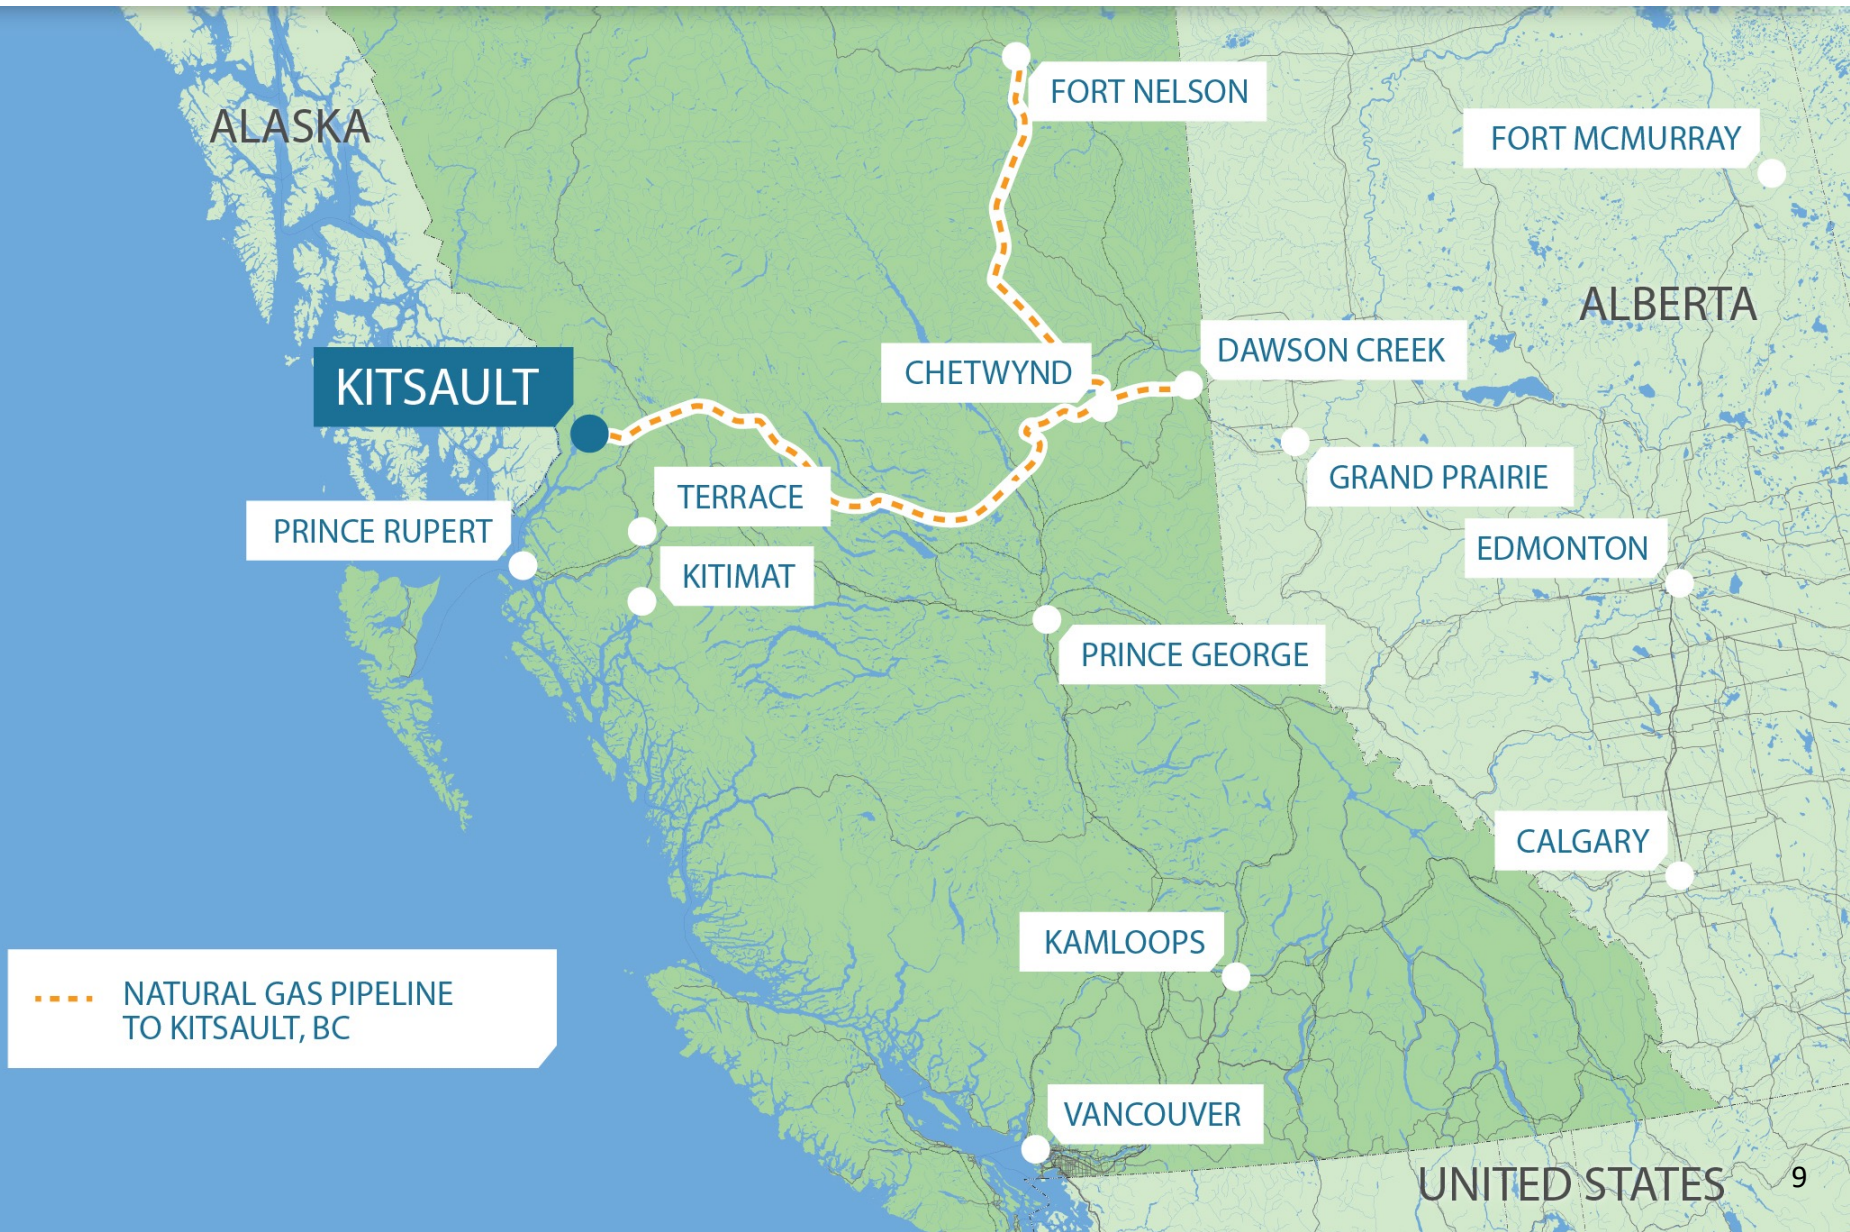 FORT NELSON
ALASKA
FORT MCMURRAY
ALBERTA
DAWSON CREEK
CHETWYND
KITSAULT
GRAND PRAIRIE
TERRACE
PRINCE RUPERT
EDMONTON
KITIMAT
PRINCE GEORGE
CALGARY
KAMLOOPS
NATURAL GAS PIPELINE
TO KITSAULT, BC
VANCOUVER
UNITED STATES
9